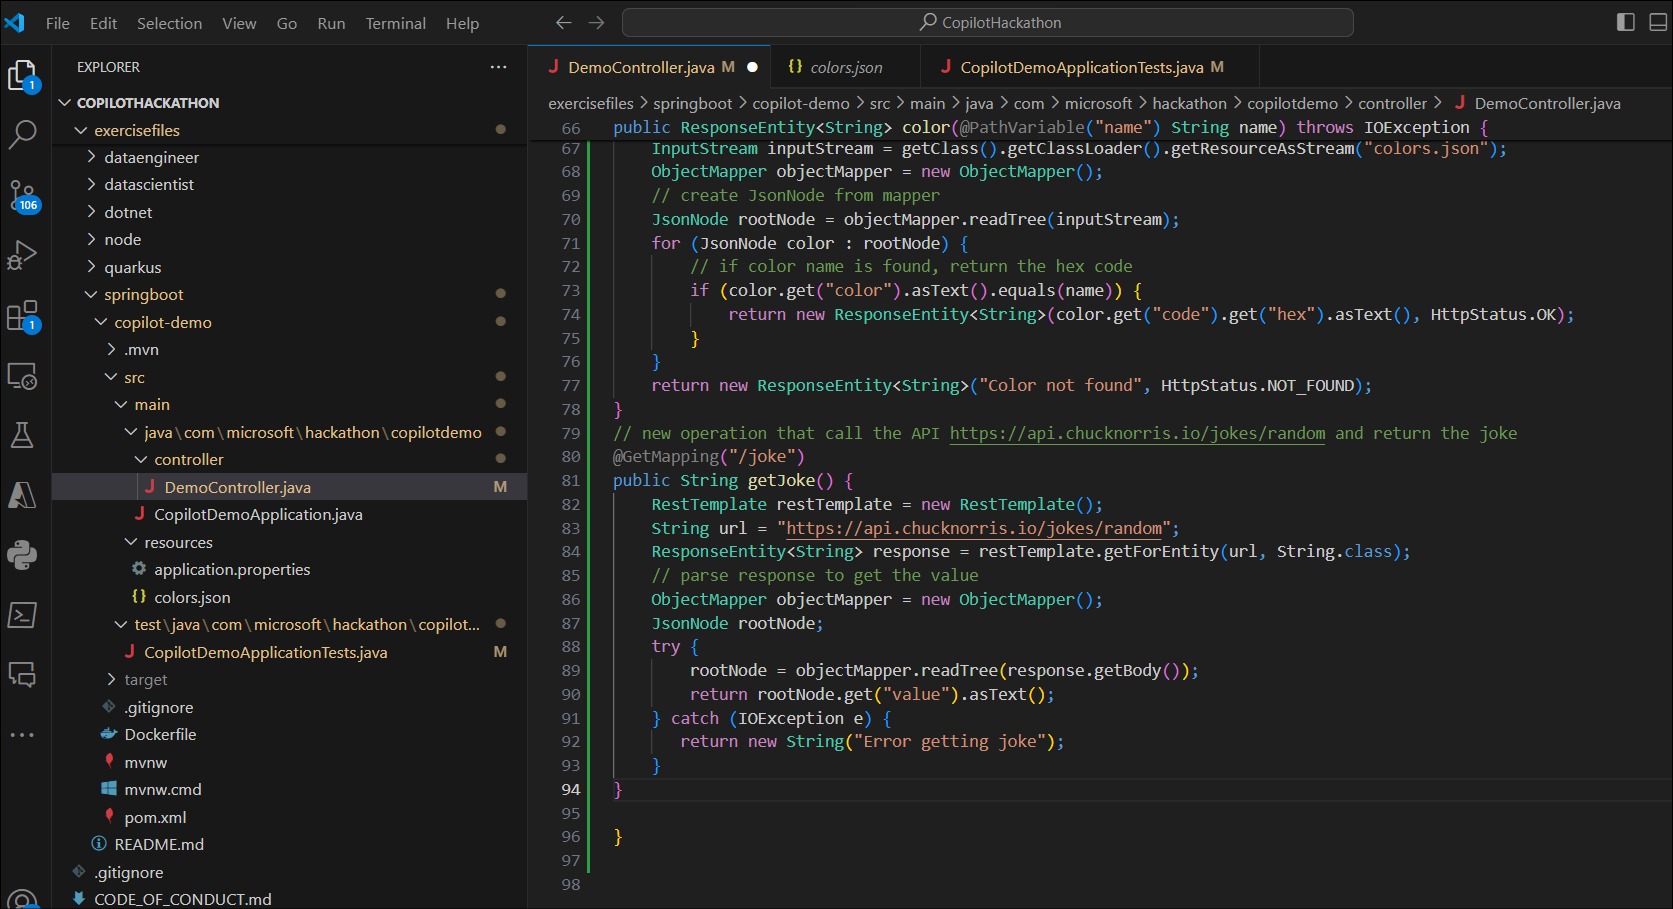 File Edit Selection View Go Run Terminal Help
CopilotHackathon
EXPLORER
COPILOTHACKATHON
exercisefiles
dataengineer
datascientist
dotnet
node
quarkus
springboot
copilot-demo
.mvn
src
main
java\com\microsoft\hackathon\copilotdemo
controller
DemoController.java M
CopilotDemoApplication.java
resources
application.properties
{} colors.json
test\java\com\microsoft\hackathon\copilot...
CopilotDemoApplicationTests.java M
target
.gitignore
Dockerfile
mvnw
mvnw.cmd
pom.xml
README.md
.gitignore
CODE_OF_CONDUCT.md
1
106
1
DemoController.java M
{} colors.json
CopilotDemoApplicationTests.java M
exercisefiles > springboot > copilot-demo > src > main > java > com > microsoft > hackathon > copilotdemo > controller > DemoController.java
66 public ResponseEntity<String> color(@PathVariable("name") String name) throws IOException {
67 InputStream inputStream = getClass().getClassLoader().getResourceAsStream("colors.json");
68 ObjectMapper objectMapper = new ObjectMapper();
69 // create JsonNode from mapper
70 JsonNode rootNode = objectMapper.readTree(inputStream);
71 for (JsonNode color : rootNode) {
72 // if color name is found, return the hex code
73 if (color.get("color").asText().equals(name)) {
74 return new ResponseEntity<String>(color.get("code").get("hex").asText(), HttpStatus.OK);
75 }
76 }
77 return new ResponseEntity<String>("Color not found", HttpStatus.NOT_FOUND);
78 }
79 // new operation that call the API https://api.chucknorris.io/jokes/random and return the joke
80 @GetMapping("/joke")
81 public String getJoke() {
82 RestTemplate restTemplate = new RestTemplate();
83 String url = "https://api.chucknorris.io/jokes/random";
84 ResponseEntity<String> response = restTemplate.getForEntity(url, String.class);
85 // parse response to get the value
86 ObjectMapper objectMapper = new ObjectMapper();
87 JsonNode rootNode;
88 try {
89 rootNode = objectMapper.readTree(response.getBody());
90 return rootNode.get("value").asText();
91 } catch (IOException e) {
92 return new String("Error getting joke");
93 }
94 }
95
96 }
97
98